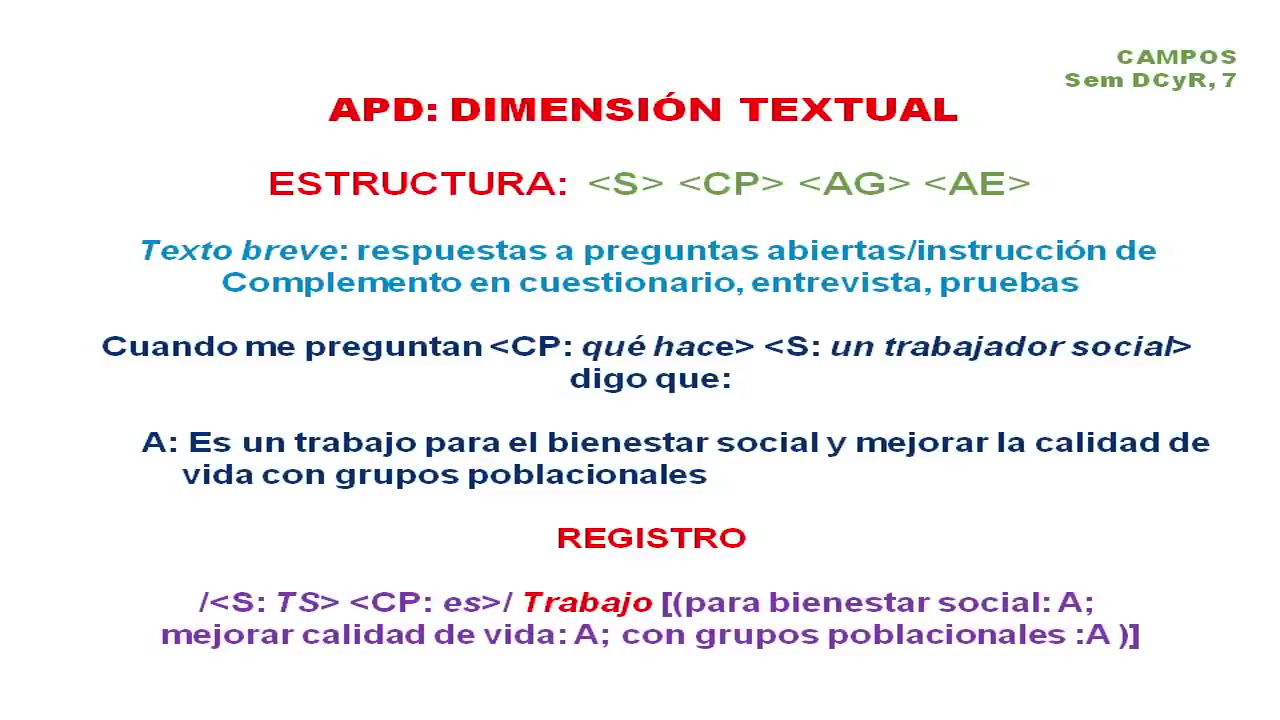 CAMPOS
Sem DCyR, 7
APD: DIMENSIÓN TEXTUAL
ESTRUCTURA: <S> <CP> <AG> <AE>
Texto breve: respuestas a preguntas abiertas/instrucción de
Complemento en cuestionario, entrevista, pruebas
Cuando me preguntan <CP: qué hace> <S: un trabajador social>
digo que:
A: Es un trabajo para el bienestar social y mejorar la calidad de
vida con grupos poblacionales
REGISTRO
/<S: TS> <CP: es>/ Trabajo [(para bienestar social: A;
mejorar calidad de vida: A; con grupos poblacionales :A )]